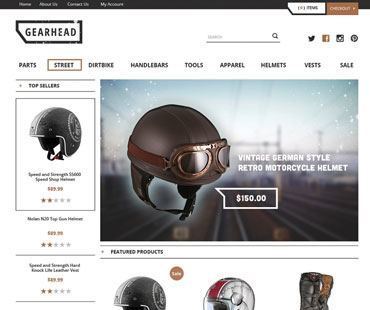 Home About Us Contact Us My Account
( 0 ) ITEMS CHECKOUT
GEARHEAD
SEARCH
PARTS STREET DIRTBIKE HANDLEBARS TOOLS APPAREL HELMETS VESTS SALE
TOP SELLERS
Speed and Strength SS600
Speed Shop Helmet
$89.99
Nolan N20 Top Gun Helmet
$89.99
Speed and Strength Hard
Knock Life Leather Vest
$89.99
VINTAGE GERMAN STYLE
RETRO MOTORCYCLE HELMET
$150.00
+ FEATURED PRODUCTS
Sale